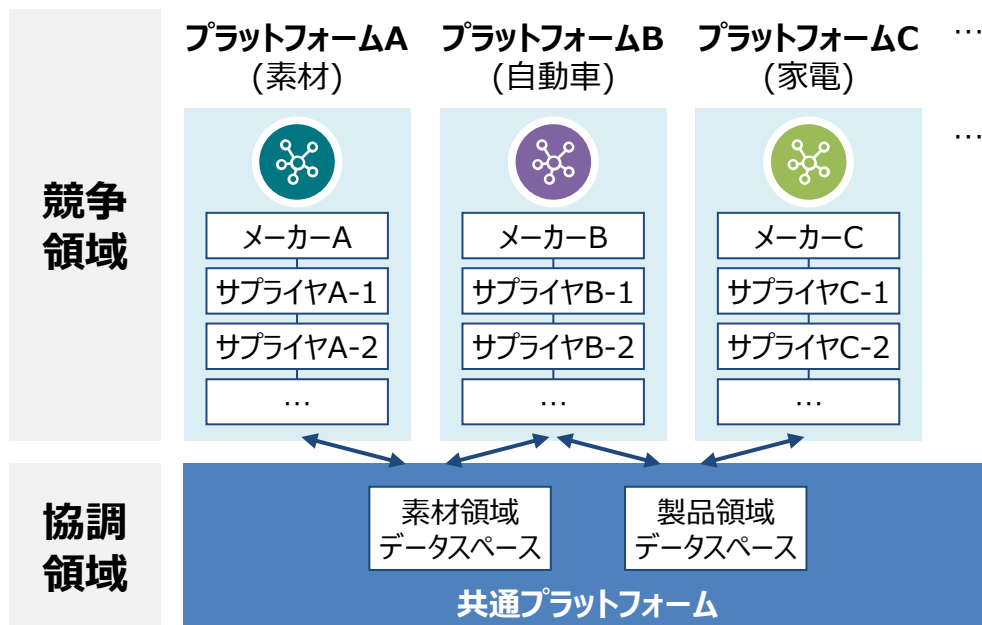 プラットフォームA
(素材)
プラットフォームB
(自動車)
プラットフォームC
(家電)
…
…
競争
領域
メーカーA
サプライヤA-1
サプライヤA-2
…
メーカーB
サプライヤB-1
サプライヤB-2
…
メーカーC
サプライヤC-1
サプライヤC-2
…
協調
領域
素材領域
データスペース
製品領域
データスペース
共通プラットフォーム